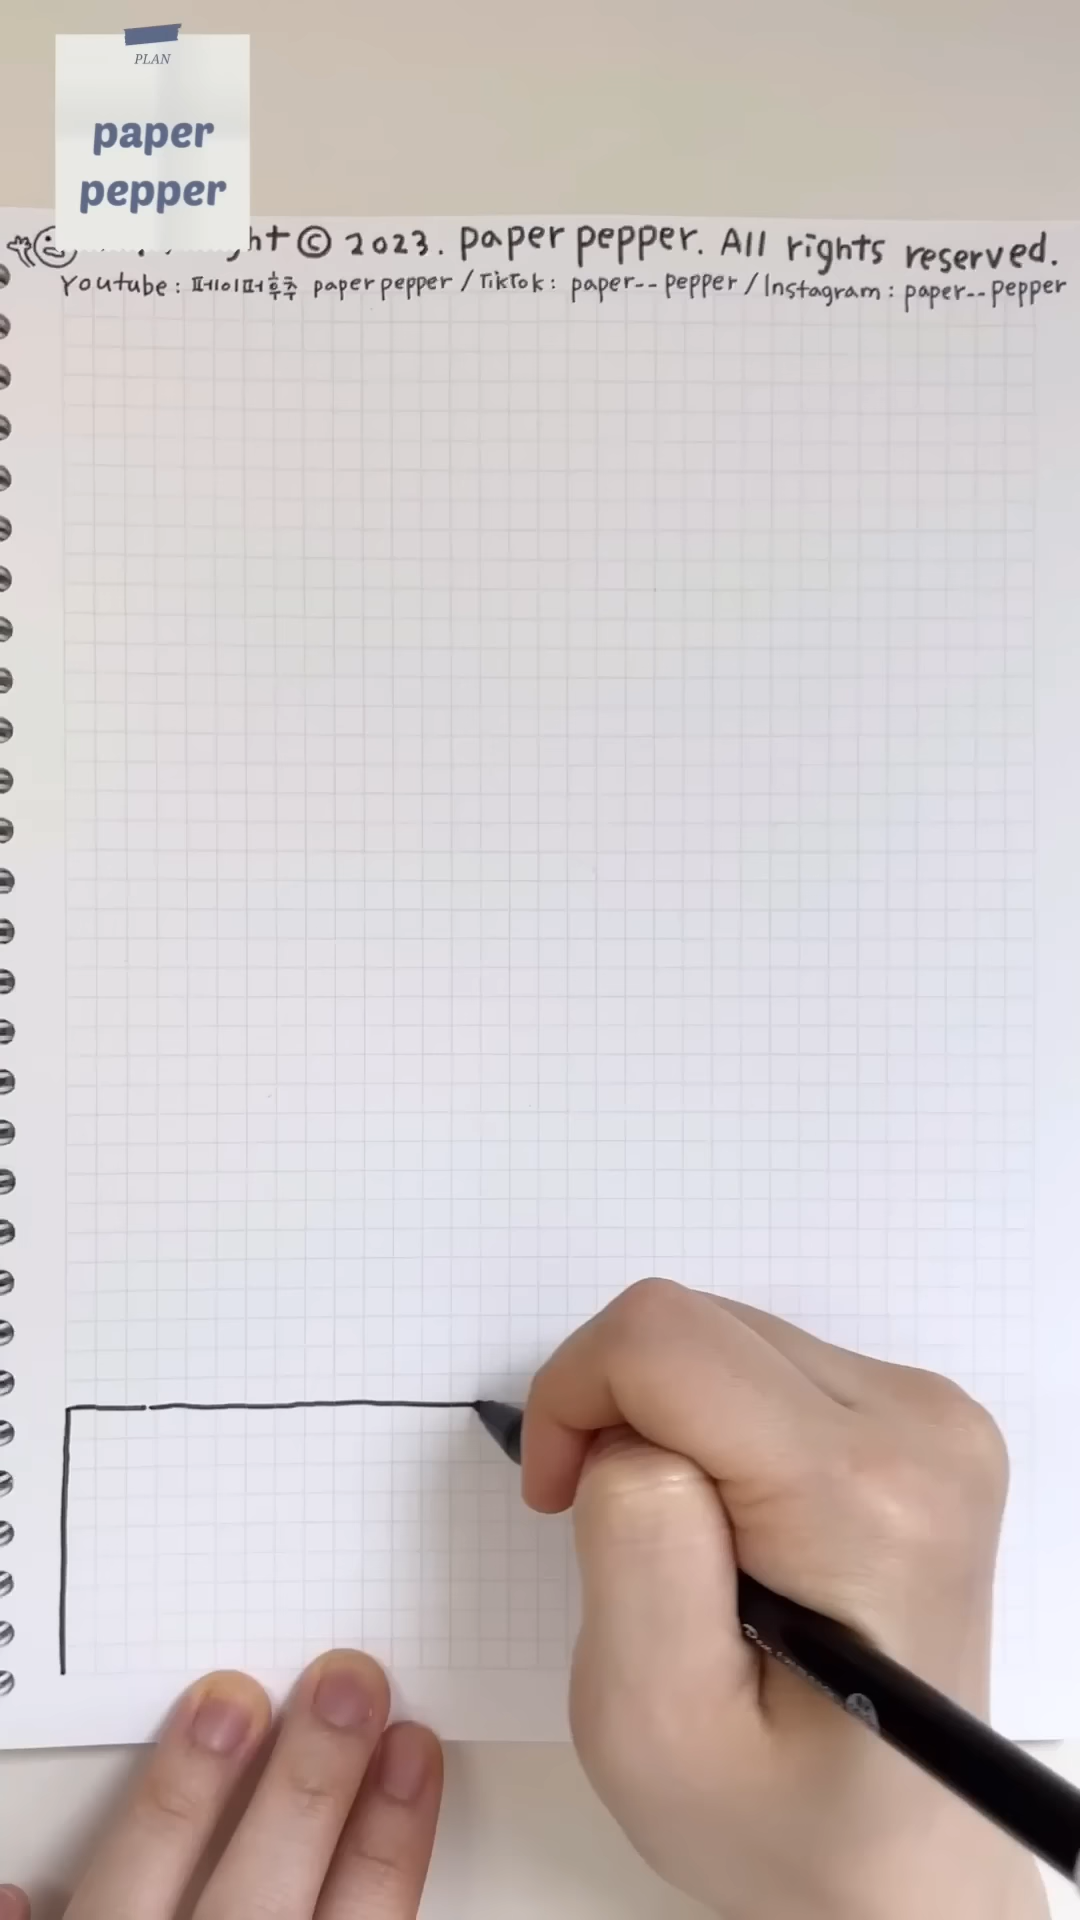 PLAN
paper
pepper
© 2023. paper pepper. All rights reserved.
Youtube: 페이퍼후추 paper pepper / TikTok: paper--pepper / Instagram: paper--pepper